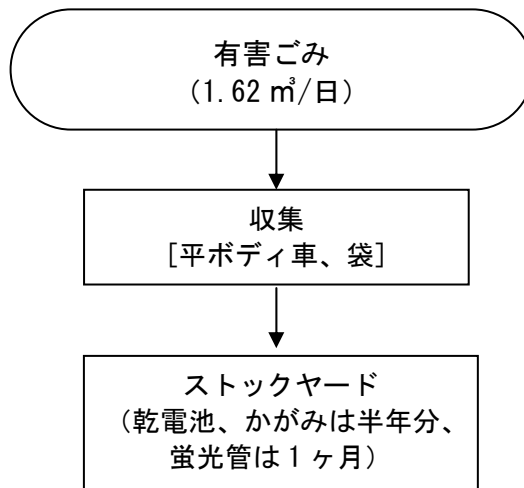 有害ごみ
(1.62 ㎥/日)
収集
[平ボディ車、袋]
ストックヤード
(乾電池、かがみは半年分、
蛍光管は1ヶ月)